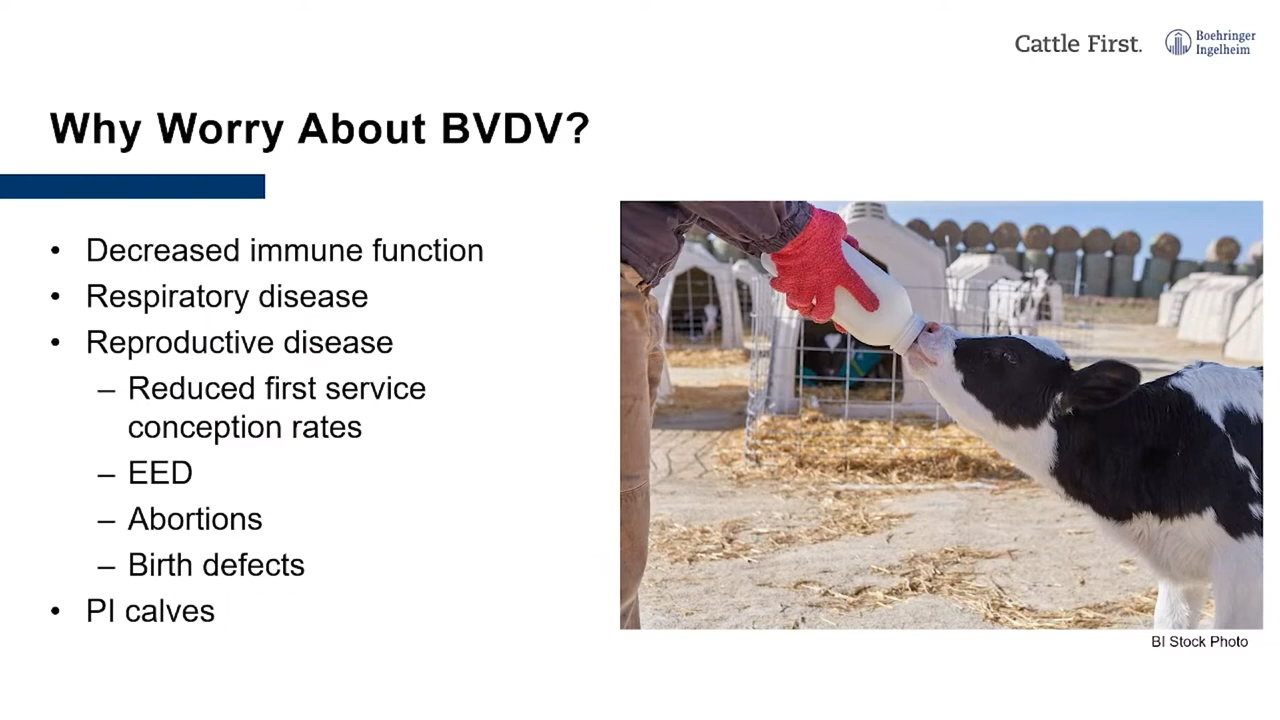 Cattle First.
Boehringer
Ingelheim
Why Worry About BVDV?
• Decreased immune function
• Respiratory disease
• Reproductive disease
– Reduced first service
conception rates
– EED
– Abortions
– Birth defects
• PI calves
BI Stock Photo